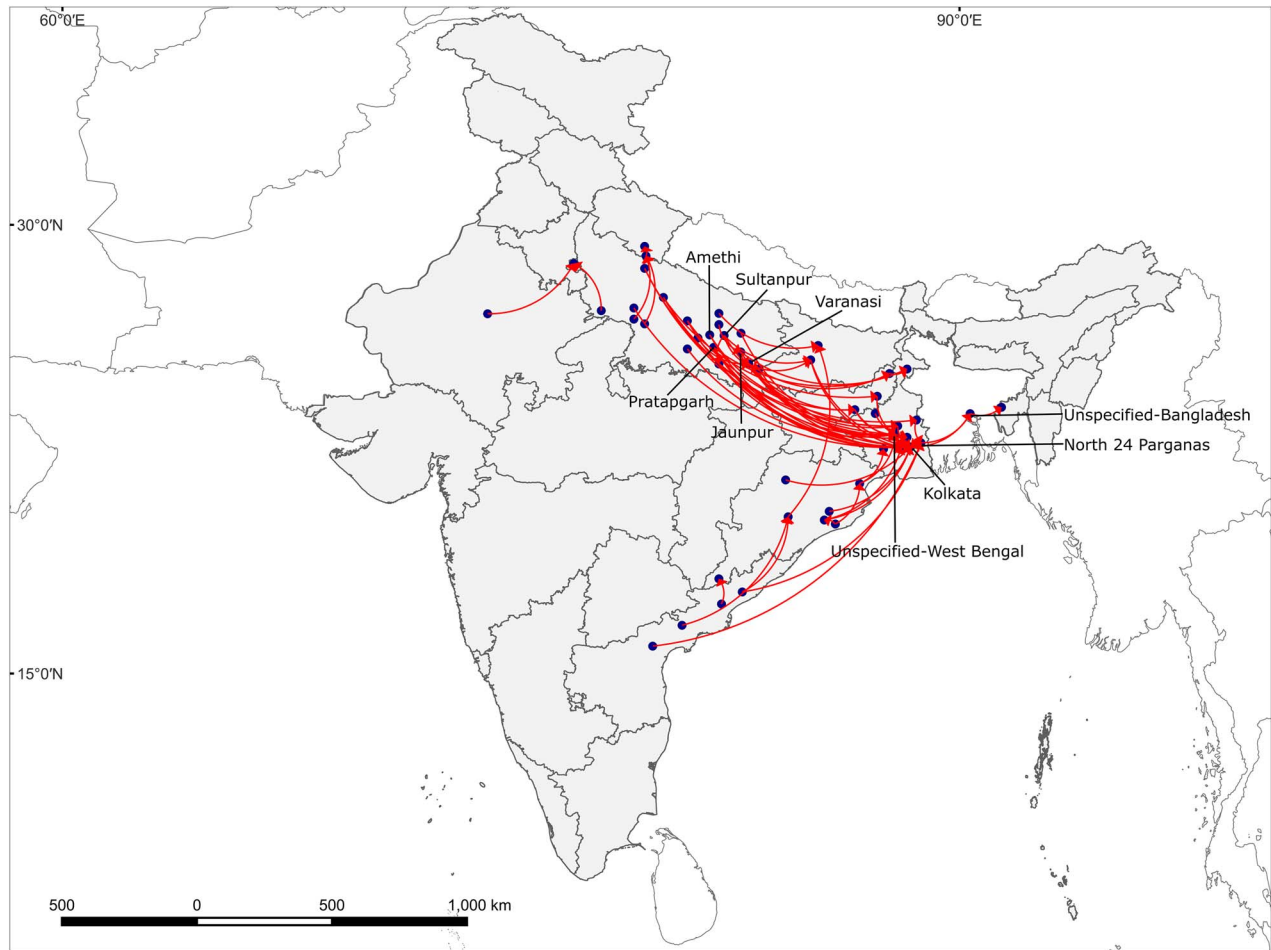 60°0'E
90°0'E
30°0'N
Amethi
Sultanpur
Varanasi
Pratapgarh
Jaunpur
Unspecified-Bangladesh
North 24 Parganas
Kolkata
Unspecified-West Bengal
15°0'N
500 0 500 1,000 km